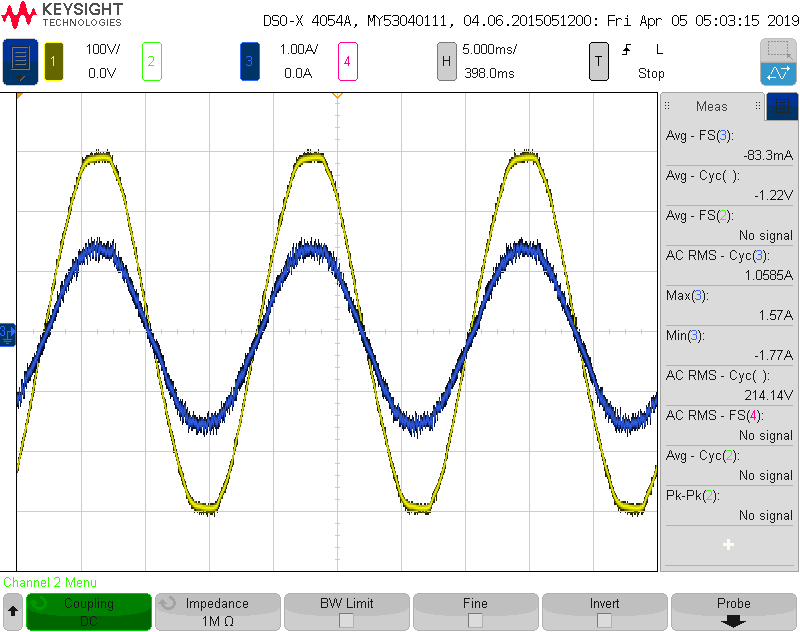 KEYSIGHT
TECHNOLOGIES
DSO-X 4054A, MY53040111, 04.06.2015051200: Fri Apr 05 05:03:15 2019
1 100V/ 2 3 1.00A/ 4 H 5.000ms/ T L
0.0V 0.0A 398.0ms Stop
Meas
Avg - FS(3):
-83.3mA
Avg - Cyc( ):
-1.22V
Avg - FS(2):
No signal
AC RMS - Cyc(3):
1.0585A
Max(3):
1.57A
3
Min(3):
-1.77A
AC RMS - Cyc( ):
214.14V
AC RMS - FS(4):
No signal
Avg - Cyc(2):
No signal
Pk-Pk(2):
No signal
Channel 2 Menu
Coupling
DC
Impedance
1M Ω
BW Limit
Fine
Invert
Probe